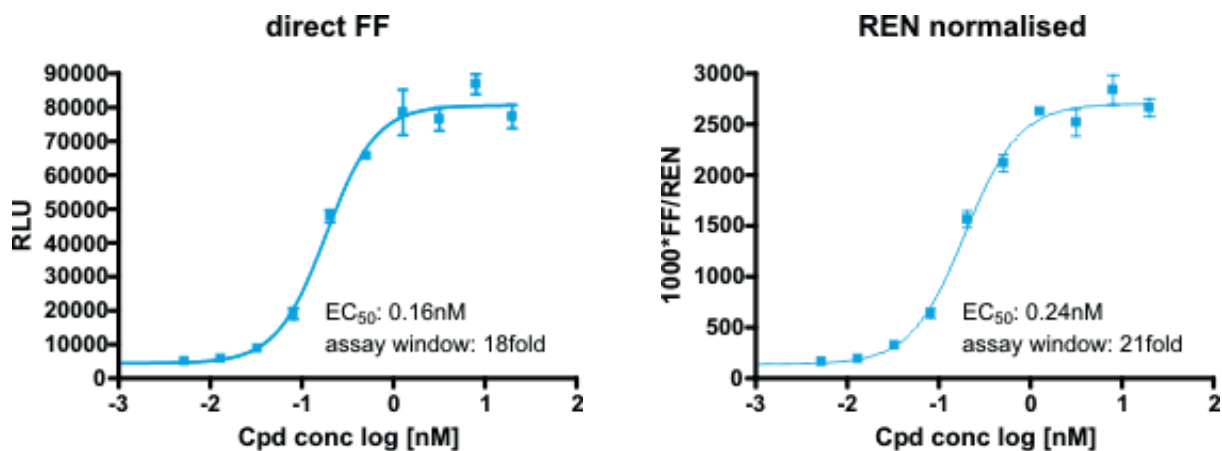 direct FF
90000
80000
70000
60000
50000
40000
30000
20000
10000
0
RLU
EC₅₀: 0.16nM
assay window: 18fold
-3 -2 -1 0 1 2
Cpd conc log [nM]
REN normalised
3000
2500
2000
1500
1000
500
0
1000*FF/REN
EC₅₀: 0.24nM
assay window: 21fold
-3 -2 -1 0 1 2
Cpd conc log [nM]